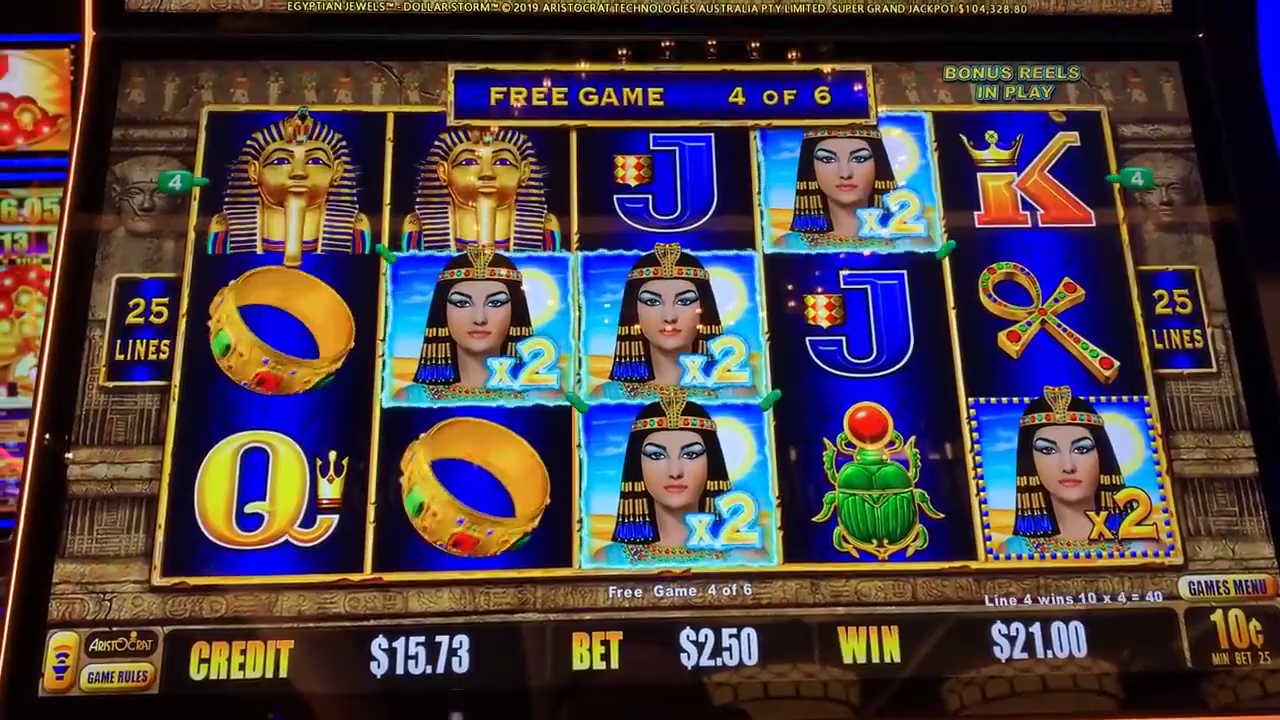 EGYPTIAN JEWELS™ - DOLLAR STORM™ © 2019 ARISTOCRAT TECHNOLOGIES AUSTRALIA PTY LIMITED. SUPER GRAND JACKPOT $104,328.80
FREE GAME 4 OF 6
BONUS REELS
IN PLAY
J
x2
K
4
4
6.05
13
25
LINES
x2
x2
J
25
LINES
Q
x2
x2
Free Game 4 of 6
Line 4 wins 10 x 4 = 40
GAMES MENU
ARISTOCRAT
GAME RULES
CREDIT $15.73
BET $2.50
WIN $21.00
10¢
MIN BET 25